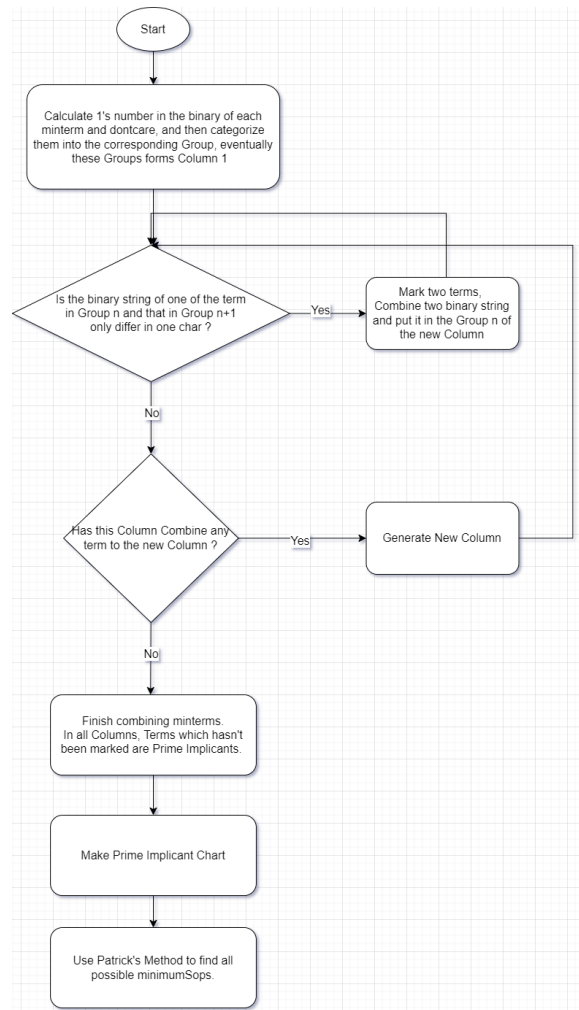 Start
Calculate 1's number in the binary of each
minterm and dontcare, and then categorize
them into the corresponding Group, eventually
these Groups forms Column 1
Is the binary string of one of the term
in Group n and that in Group n+1
only differ in one char ?
Yes
Mark two terms,
Combine two binary string
and put it in the Group n of
the new Column
No
Has this Column Combine any
term to the new Column ?
Yes
Generate New Column
No
Finish combining minterms.
In all Columns, Terms which hasn't
been marked are Prime Implicants.
Make Prime Implicant Chart
Use Patrick's Method to find all
possible minimumSops.